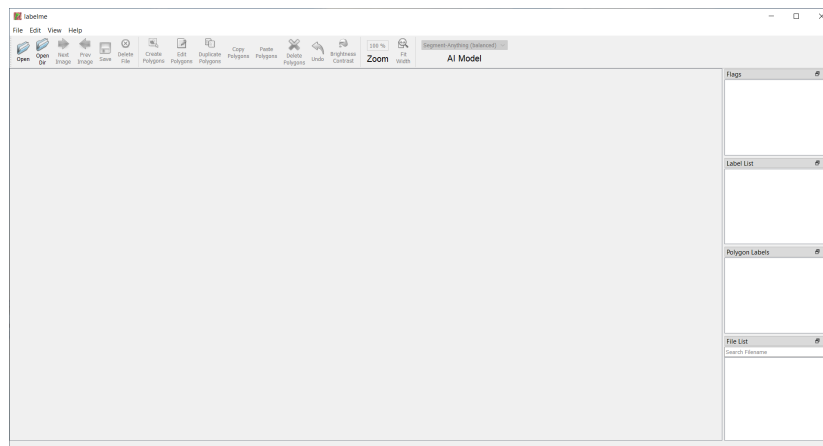 labelme
File Edit View Help
Open
Open Dir
Next Image
Prev Image
Save
Delete File
Create Polygons
Edit Polygons
Duplicate Polygons
Copy Polygons
Paste Polygons
Delete Polygons
Undo
Brightness Contrast
100 %
Zoom
Fit Width
Segment-Anything (balanced)
AI Model
Flags
Label List
Polygon Labels
File List
Search Filename